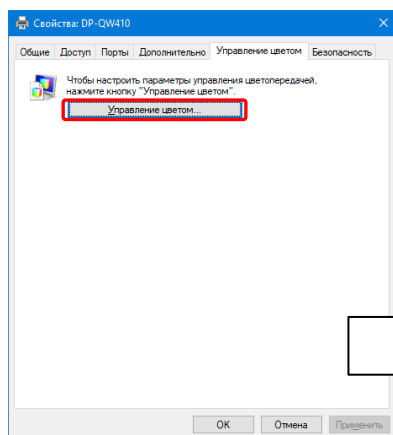 Свойства: DP-QW410
Общие Доступ Порты Дополнительно Управление цветом Безопасность
Чтобы настроить параметры управления цветопередачей,
нажмите кнопку "Управление цветом".
Управление цветом...
OK Отмена Применить